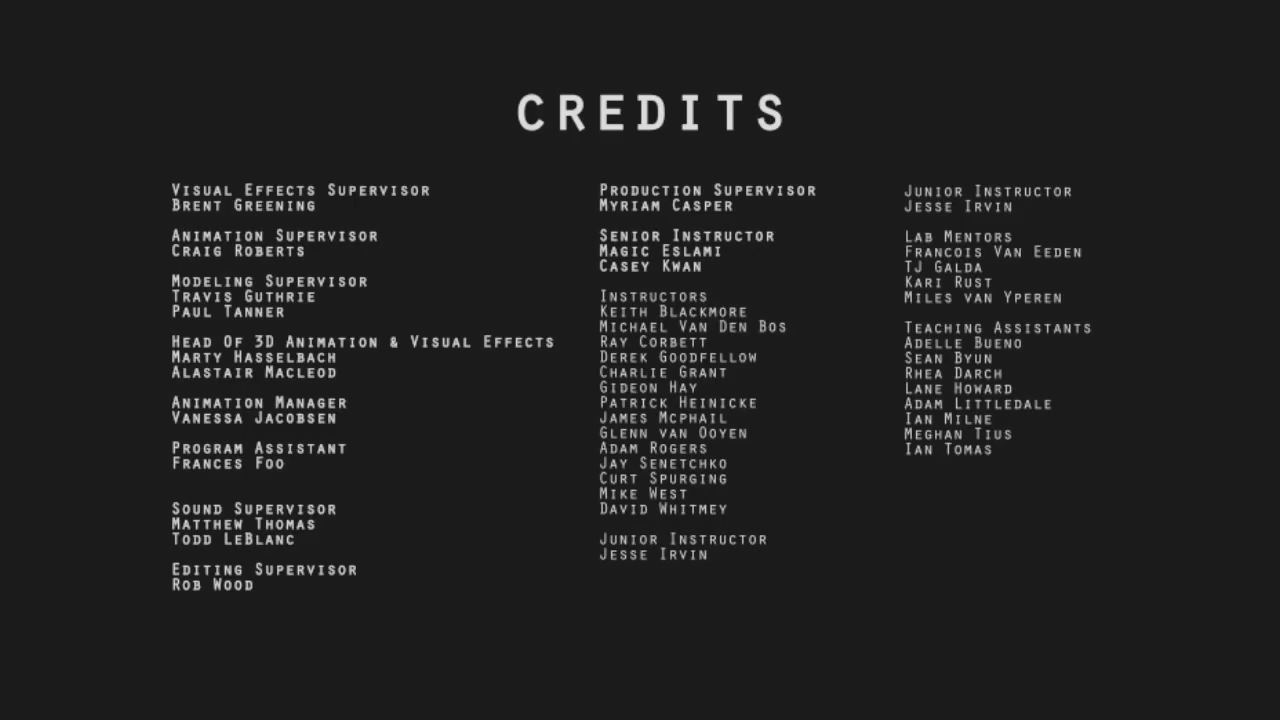 CREDITS
VISUAL EFFECTS SUPERVISOR
BRENT GREENING
ANIMATION SUPERVISOR
CRAIG ROBERTS
MODELING SUPERVISOR
TRAVIS GUTHRIE
PAUL TANNER
HEAD OF 3D ANIMATION & VISUAL EFFECTS
MARTY HASSELBACH
ALASTAIR MACLEOD
ANIMATION MANAGER
VANESSA JACOBSEN
PROGRAM ASSISTANT
FRANCES FOO
SOUND SUPERVISOR
MATTHEW THOMAS
TODD LEBLANC
EDITING SUPERVISOR
ROB WOOD
PRODUCTION SUPERVISOR
MYRIAM CASPER
SENIOR INSTRUCTOR
MAGIC ESLAMI
CASEY KWAN
INSTRUCTORS
KEITH BLACKMORE
MICHAEL VAN DEN BOS
RAY CORBETT
DEREK GOODFELLOW
CHARLIE GRANT
GIDEON HAY
PATRICK HEINICKE
JAMES MCPHAIL
GLENN VAN OOYEN
ADAM ROGERS
JAY SENETCHKO
CURT SPURGING
MIKE WEST
DAVID WHITMEY
JUNIOR INSTRUCTOR
JESSE IRVIN
JUNIOR INSTRUCTOR
JESSE IRVIN
LAB MENTORS
FRANCOIS VAN EEDEN
TJ GALDA
KARI RUST
MILES VAN YPEREN
TEACHING ASSISTANTS
ADELLE BUENO
SEAN BYUN
RHEA DARCH
LANE HOWARD
ADAM LITTLEDALE
IAN MILNE
MEGHAN TIUS
IAN TOMAS